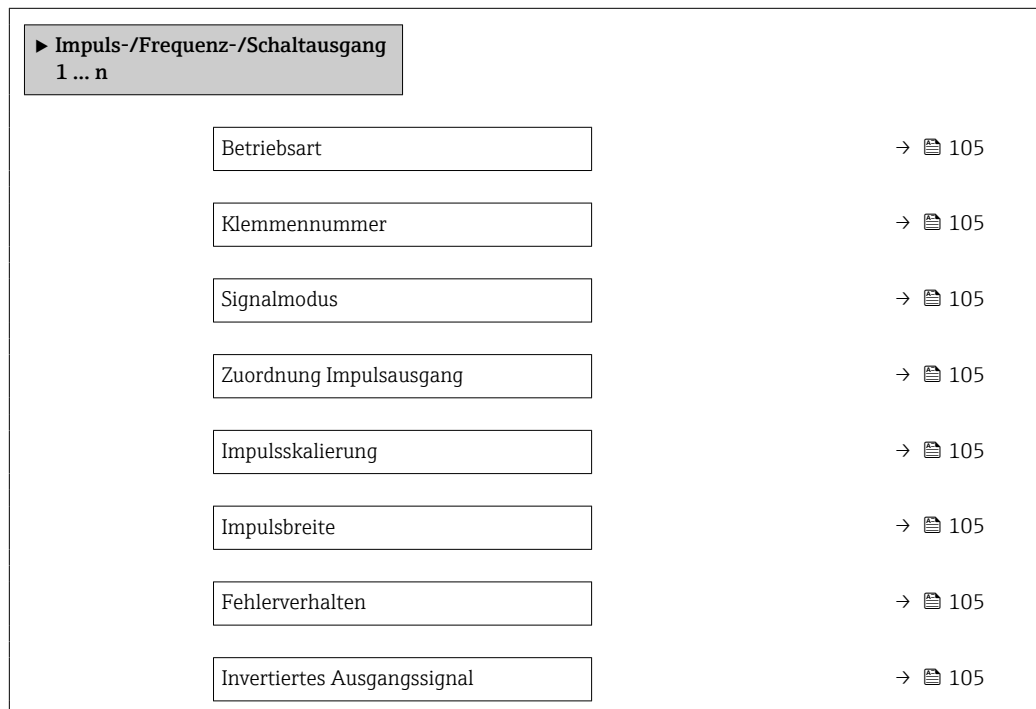 ► Impuls-/Frequenz-/Schaltausgang
1 ... n
Betriebsart → 105
Klemmennummer → 105
Signalmodus → 105
Zuordnung Impulsausgang → 105
Impulsskalierung → 105
Impulsbreite → 105
Fehlerverhalten → 105
Invertiertes Ausgangssignal → 105